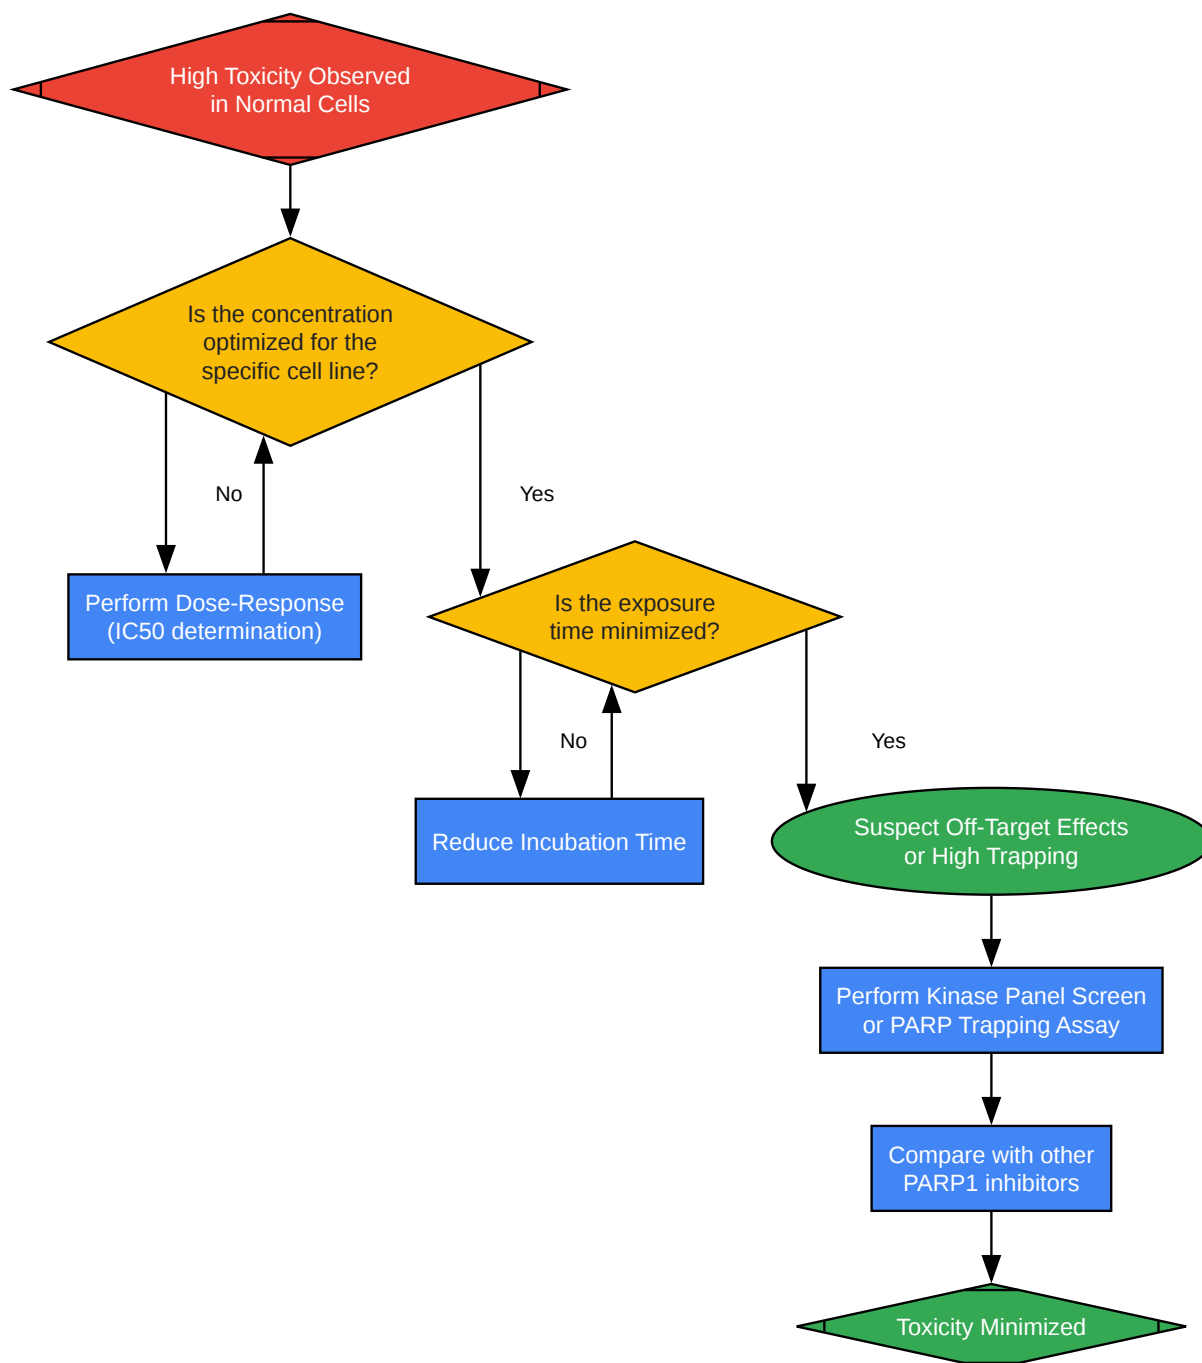 High Toxicity Observed
in Normal Cells
Is the concentration
optimized for the
specific cell line?
No
Yes
Perform Dose-Response
(IC50 determination)
Is the exposure
time minimized?
No
Yes
Reduce Incubation Time
Suspect Off-Target Effects
or High Trapping
Perform Kinase Panel Screen
or PARP Trapping Assay
Compare with other
PARP1 inhibitors
Toxicity Minimized